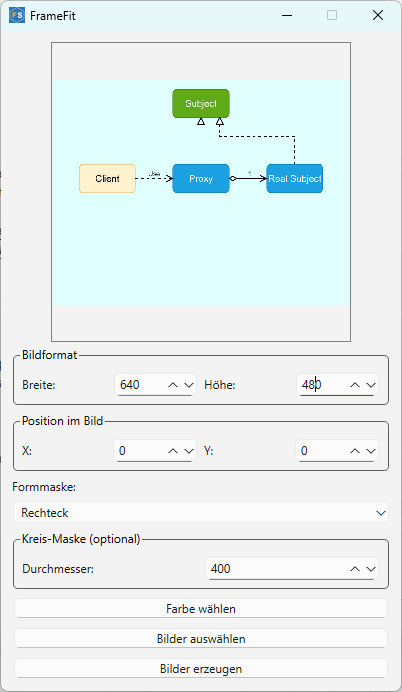 FS FrameFit
Subject
Client
Use
Proxy
1
Real Subject
Bildformat
Breite: 640 Höhe: 480
Position im Bild
X: 0 Y: 0
Formmaske:
Rechteck
Kreis-Maske (optional)
Durchmesser: 400
Farbe wählen
Bilder auswählen
Bilder erzeugen